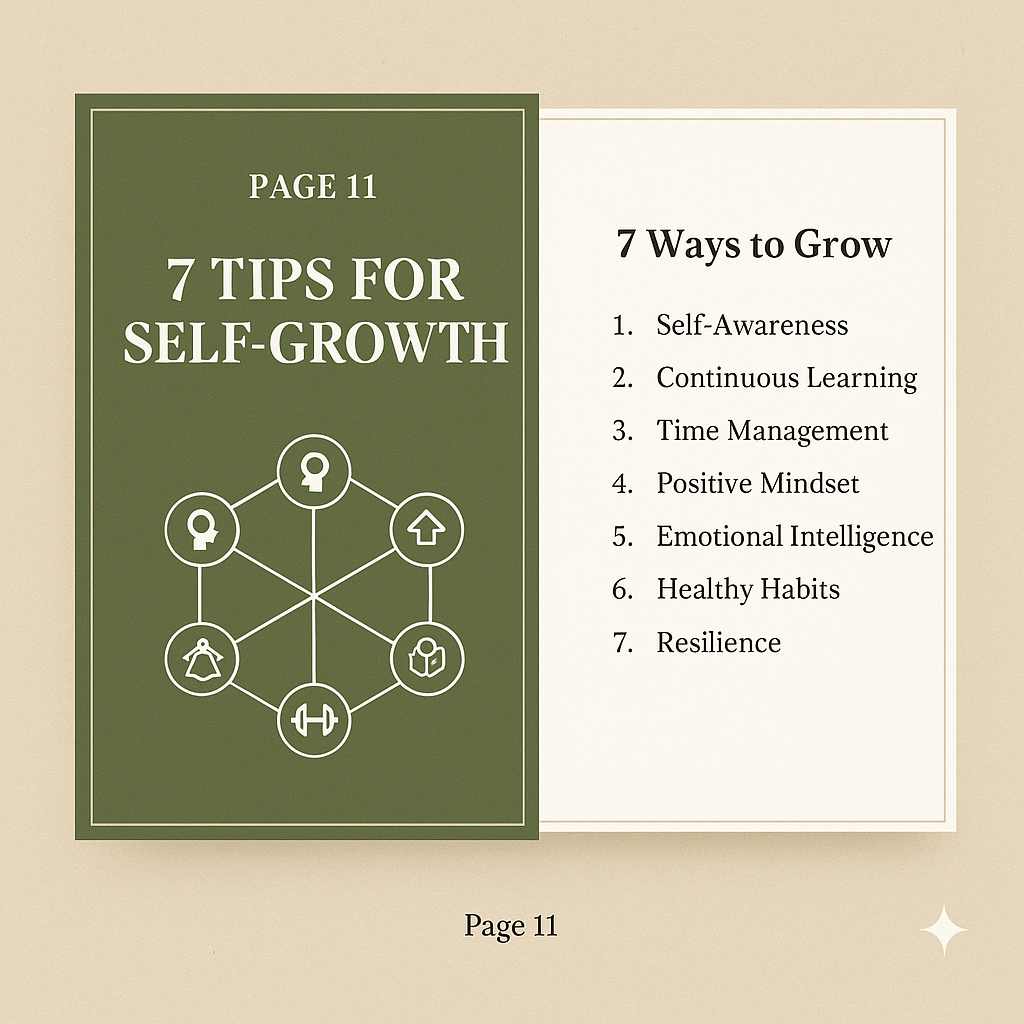 PAGE 11
7 TIPS FOR
SELF-GROWTH
7 Ways to Grow
1. Self-Awareness
2. Continuous Learning
3. Time Management
4. Positive Mindset
5. Emotional Intelligence
6. Healthy Habits
7. Resilience
Page 11